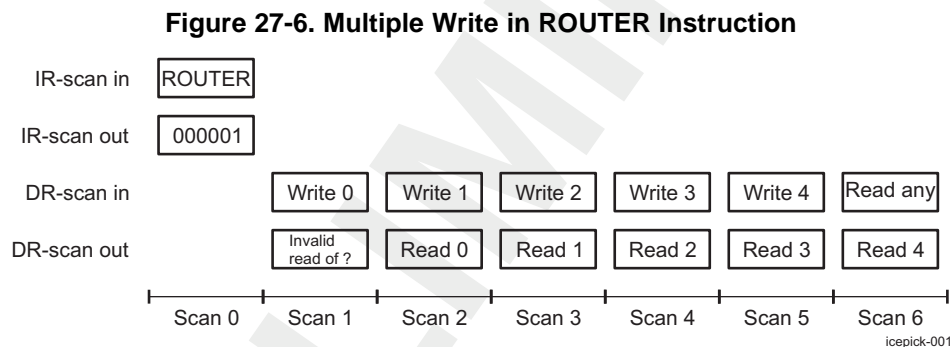 Figure 27-6. Multiple Write in ROUTER Instruction
IR-scan in ROUTER
IR-scan out 000001
DR-scan in Write 0 Write 1 Write 2 Write 3 Write 4 Read any
DR-scan out Invalid read of ? Read 0 Read 1 Read 2 Read 3 Read 4
Scan 0 Scan 1 Scan 2 Scan 3 Scan 4 Scan 5 Scan 6
icepick-001